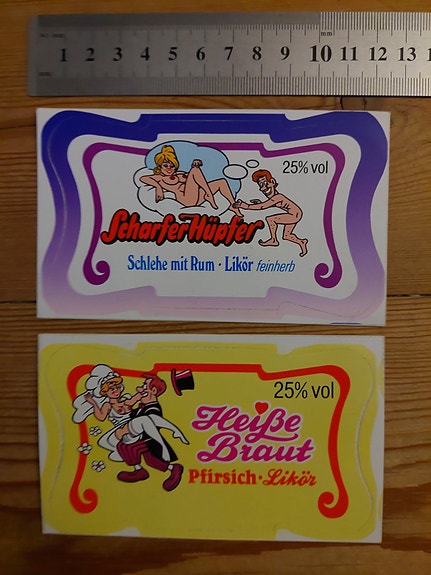 1 2 3 4 5 6 7 8 9 10 11 12 13
mm
25% vol
Scharfer Hüpfer
Schlehe mit Rum · Likör feinherb
25% vol
Heiße
Braut
Pfirsich · Likör